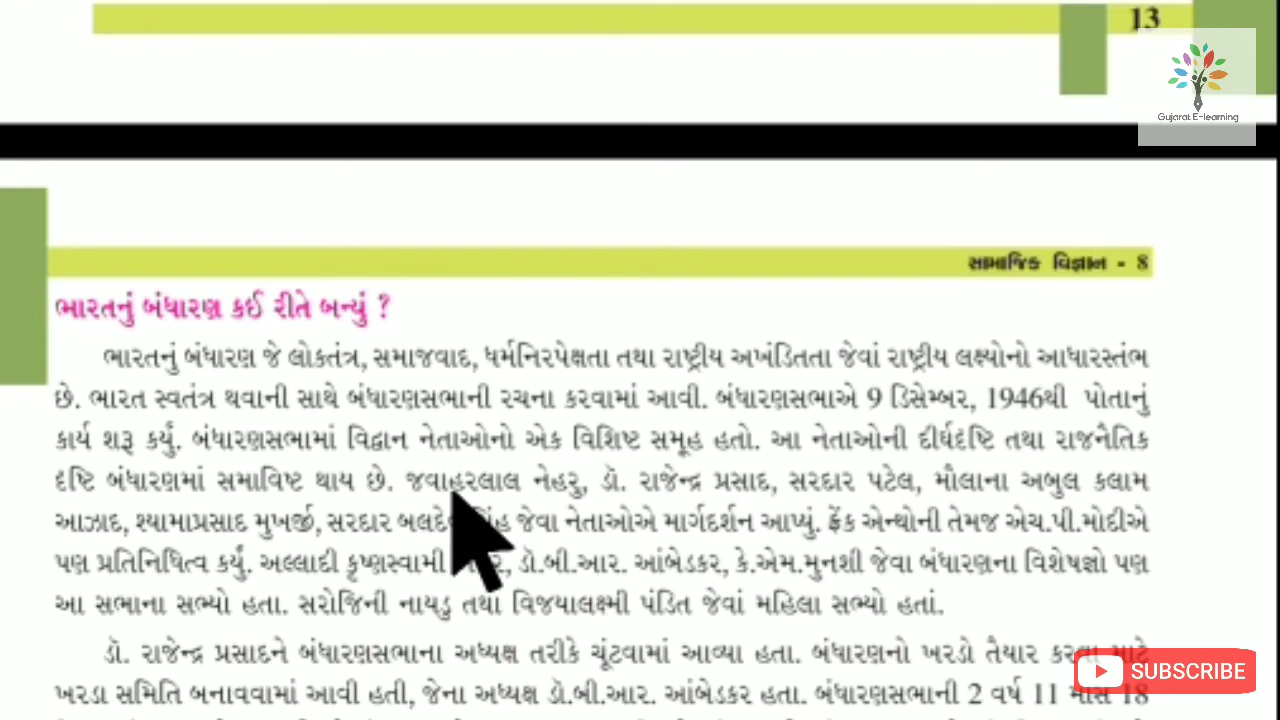 13
Gujarat E-learning
સામાજિક વિજ્ઞાન - 8
ભારતનું બંધારણ કઈ રીતે બન્યું ?
ભારતનું બંધારણ જે લોકતંત્ર, સમાજવાદ, ધર્મનિરપેક્ષતા તથા રાષ્ટ્રીય અખંડિતતા જેવાં રાષ્ટ્રીય લક્ષ્યોનો આધારસ્તંભ
છે. ભારત સ્વતંત્ર થવાની સાથે બંધારણસભાની રચના કરવામાં આવી. બંધારણસભાએ 9 ડિસેમ્બર, 1946થી પોતાનું
કાર્ય શરૂ કર્યું. બંધારણસભામાં વિદ્વાન નેતાઓનો એક વિશિષ્ટ સમૂહ હતો. આ નેતાઓની દીર્ઘદૃષ્ટિ તથા રાજનૈતિક
દૃષ્ટિ બંધારણમાં સમાવિષ્ટ થાય છે. જવાહરલાલ નેહરુ, ડૉ. રાજેન્દ્ર પ્રસાદ, સરદાર પટેલ, મૌલાના અબુલ કલામ
આઝાદ, શ્યામાપ્રસાદ મુખર્જી, સરદાર જેવા નેતાઓએ માર્ગદર્શન આપ્યું. ફ્રેંક એન્થોની તેમજ એચ.પી.મોદીએ
પણ પ્રતિનિધિત્વ કર્યું. અલ્લાદી કૃષ્ણસ્વામી ડૉ.બી.આર. આંબેડકર, કે.એમ.મુનશી જેવા બંધારણના વિશેષજ્ઞો પણ
આ સભાના સભ્યો હતા. સરોજિની નાયડુ તથા વિજયાલક્ષ્મી પંડિત જેવાં મહિલા સભ્યો હતાં.
ડૉ. રાજેન્દ્ર પ્રસાદને બંધારણસભાના અધ્યક્ષ તરીકે ચૂંટવામાં આવ્યા હતા. બંધારણનો ખરડો તૈયાર કરવા માટે
ખરડા સમિતિ બનાવવામાં આવી હતી, જેના અધ્યક્ષ ડૉ.બી.આર. આંબેડકર હતા. બંધારણસભાની 2 વર્ષ 11 માસ 18
SUBSCRIBE